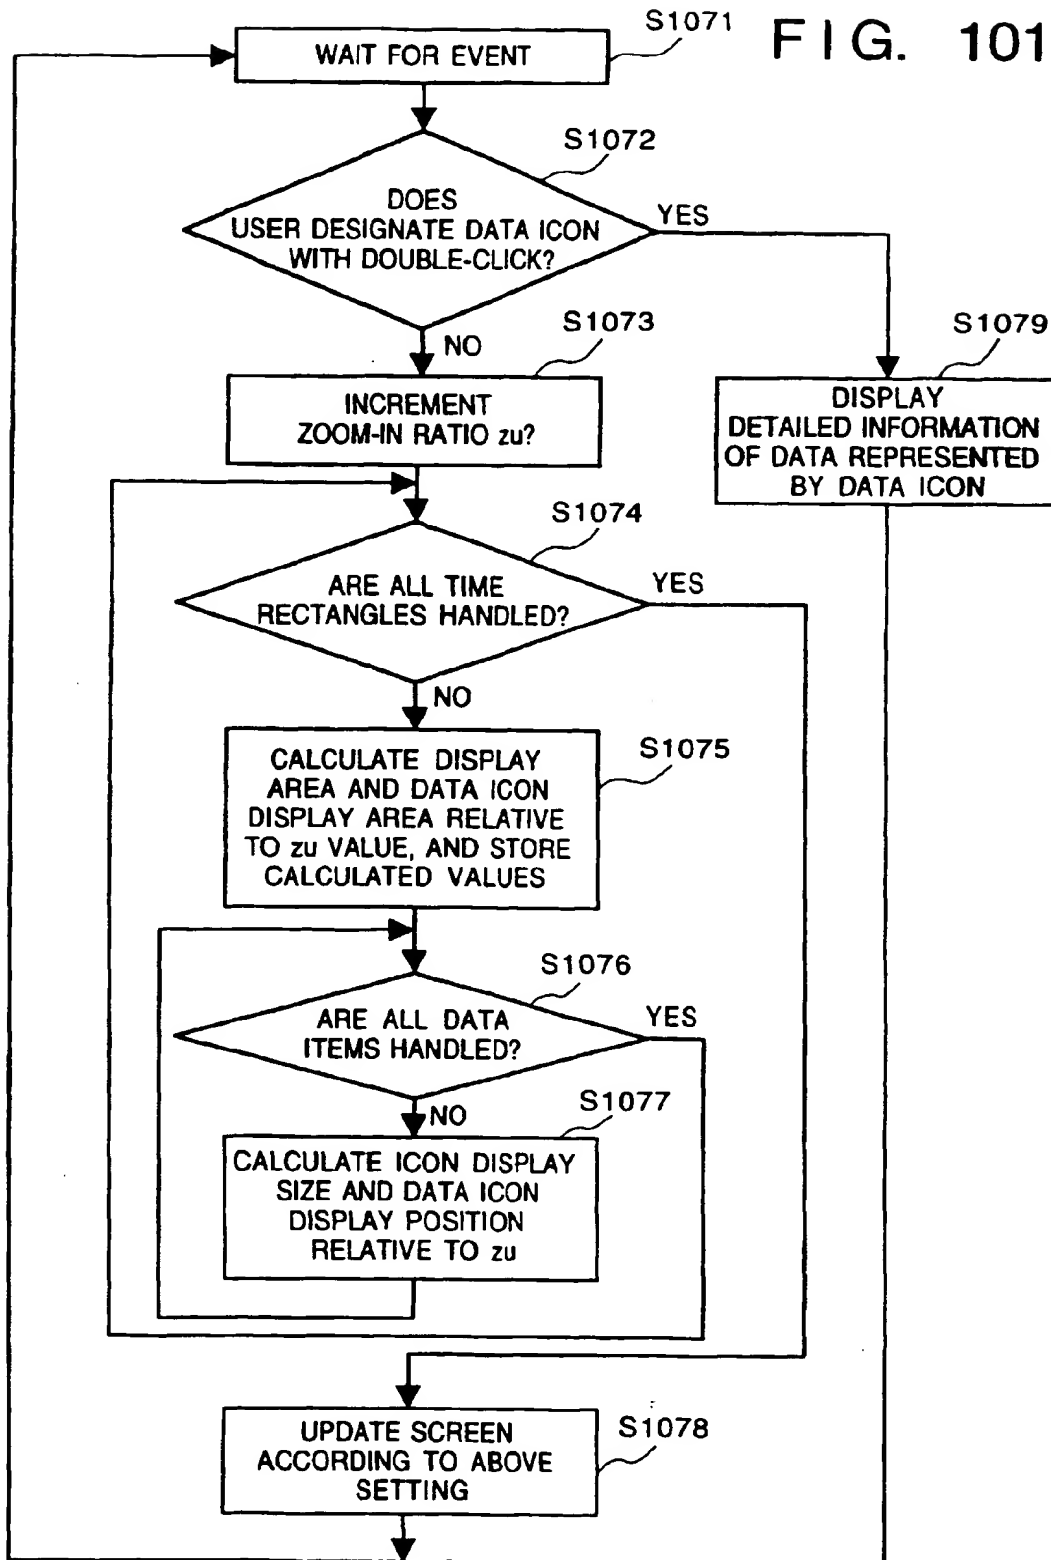 FIG. 101
S1071
WAIT FOR EVENT
S1072
DOES
USER DESIGNATE DATA ICON
WITH DOUBLE-CLICK?
YES
NO
S1073
INCREMENT
ZOOM-IN RATIO zu?
S1079
DISPLAY
DETAILED INFORMATION
OF DATA REPRESENTED
BY DATA ICON
S1074
ARE ALL TIME
RECTANGLES HANDLED?
YES
NO
S1075
CALCULATE DISPLAY
AREA AND DATA ICON
DISPLAY AREA RELATIVE
TO zu VALUE, AND STORE
CALCULATED VALUES
S1076
ARE ALL DATA
ITEMS HANDLED?
YES
NO
S1077
CALCULATE ICON DISPLAY
SIZE AND DATA ICON
DISPLAY POSITION
RELATIVE TO zu
S1078
UPDATE SCREEN
ACCORDING TO ABOVE
SETTING